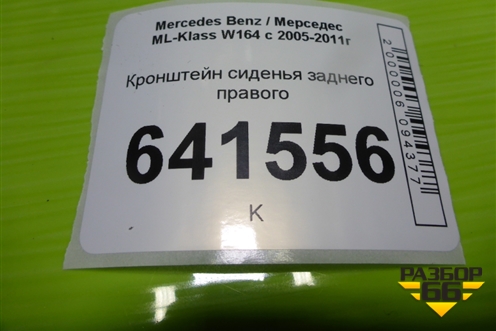 Mercedes Benz / Мерседес
ML-Klass W164 с 2005-2011г
Кронштейн сиденья заднего
правого
641556
К
2000006094377
РАЗБОР
66